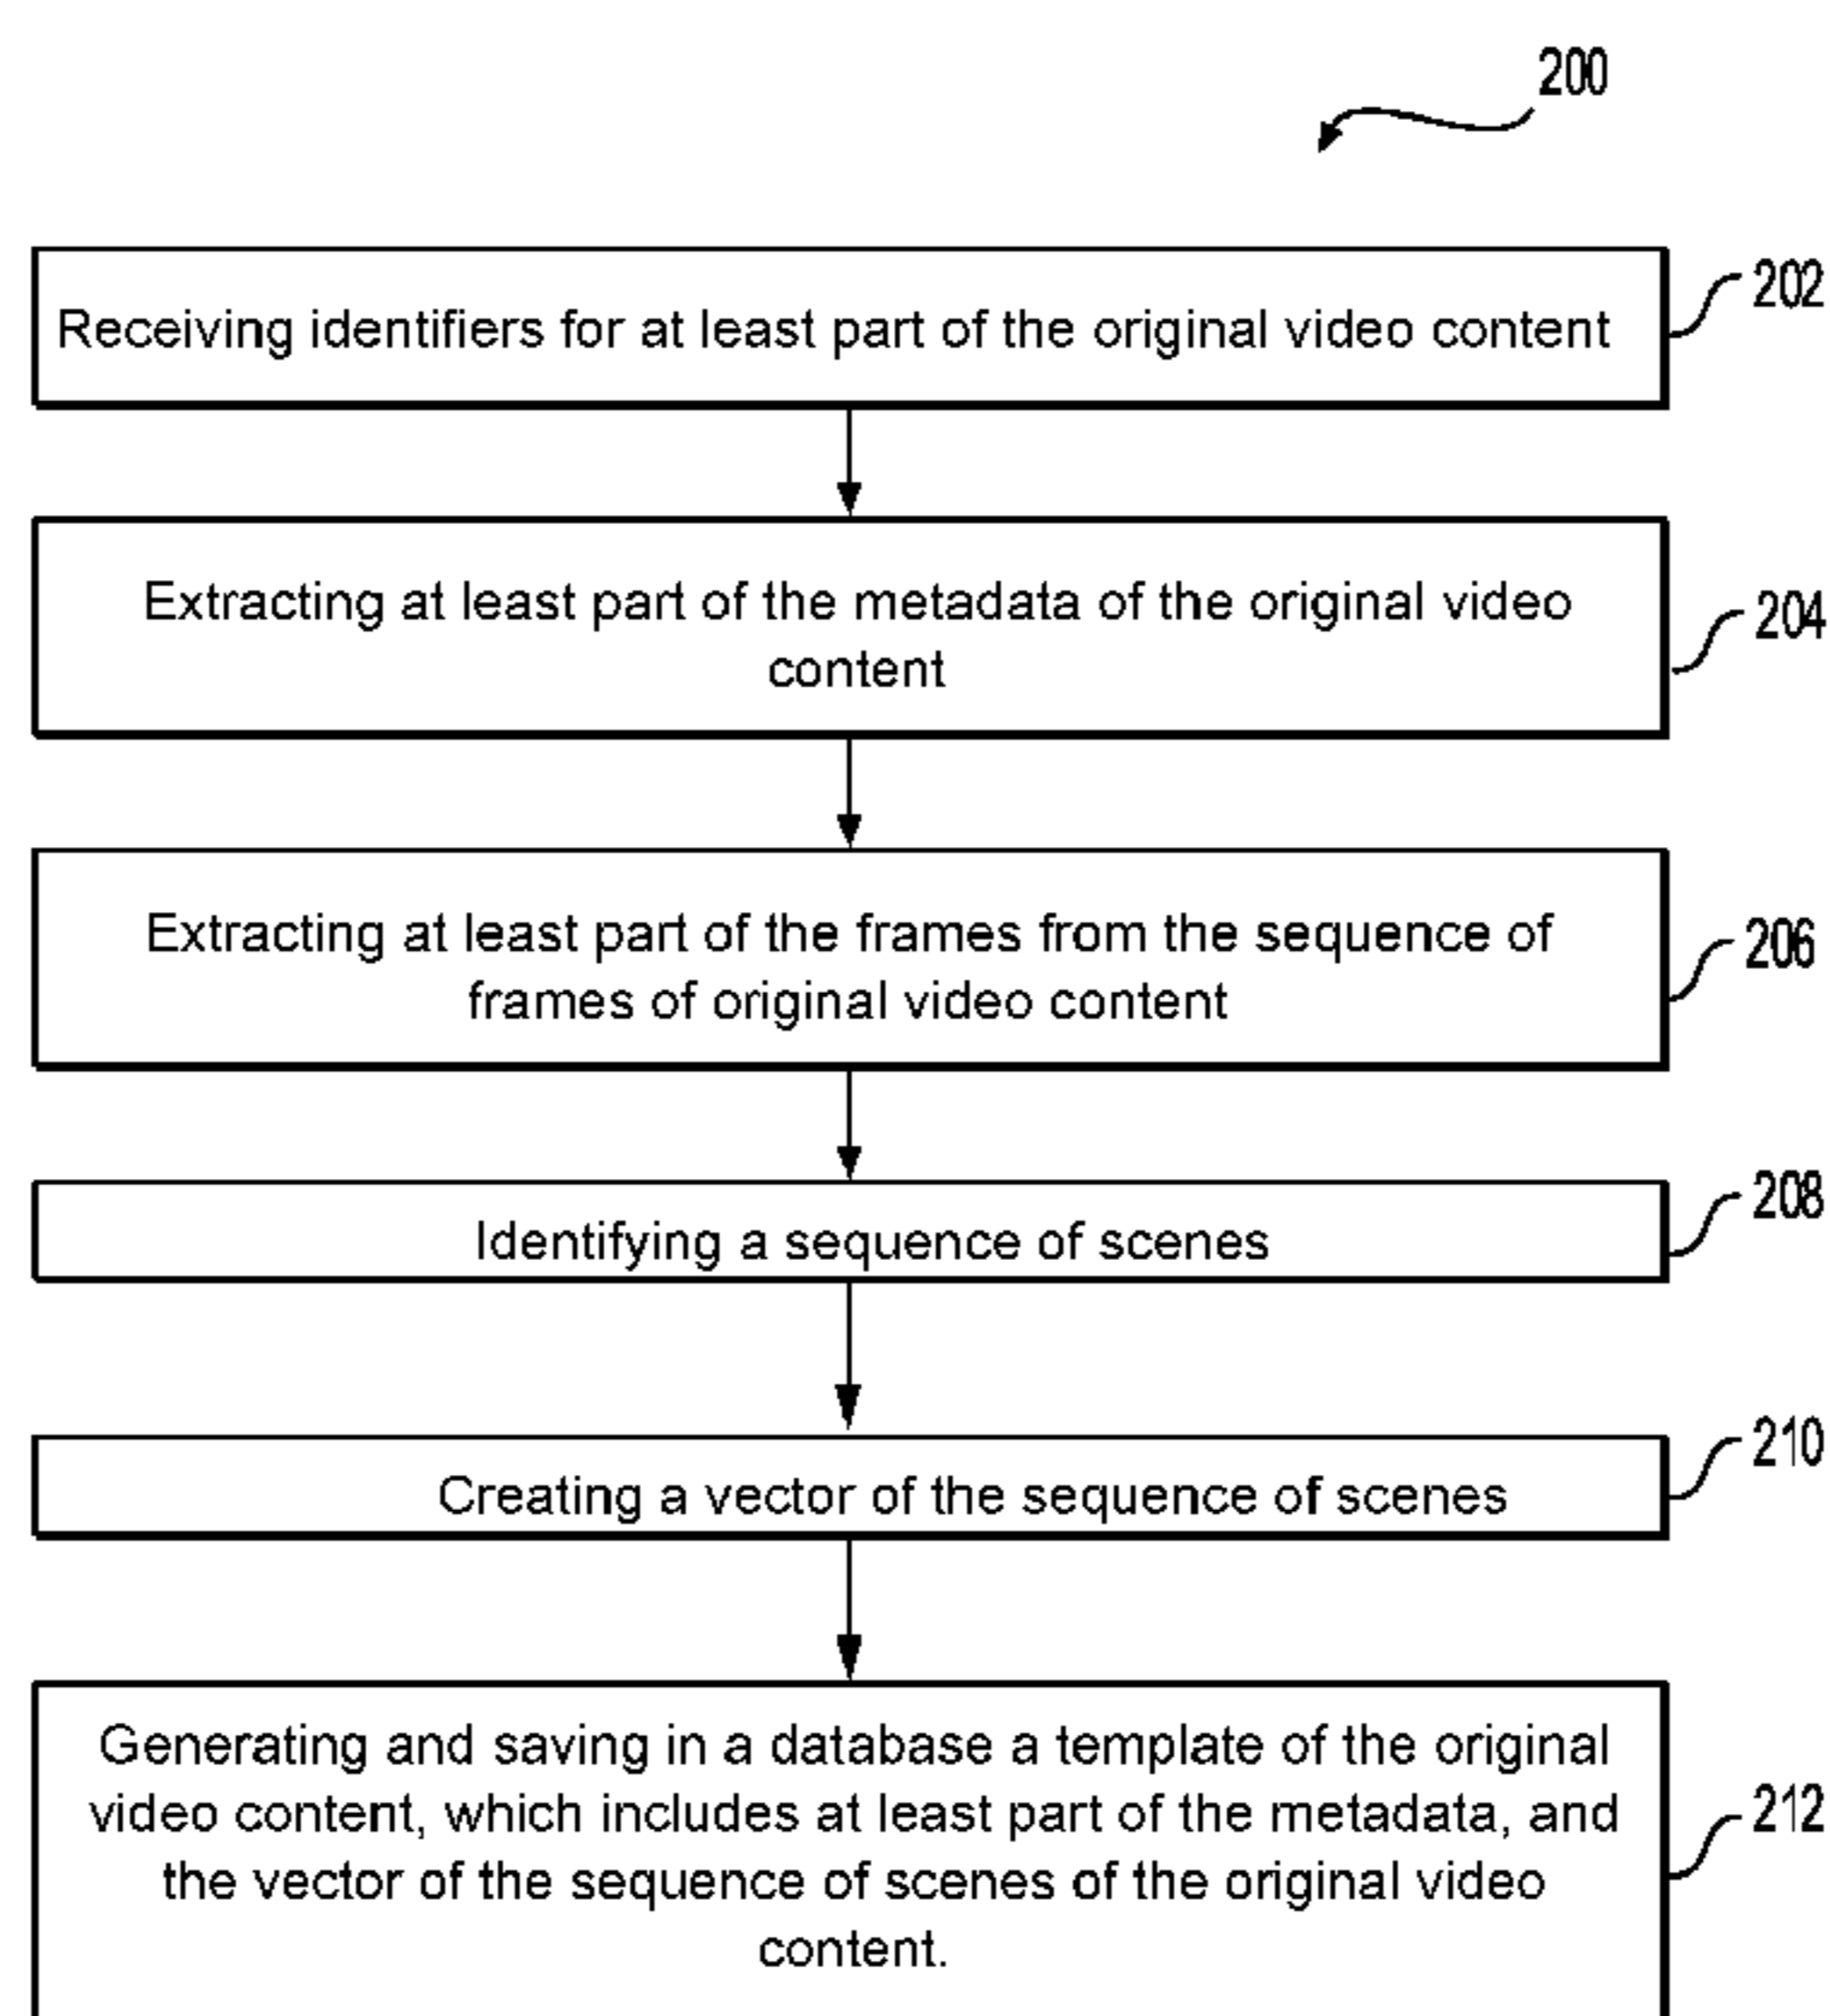 200
Receiving identifiers for at least part of the original video content
202
Extracting at least part of the metadata of the original video
content
204
Extracting at least part of the frames from the sequence of
frames of original video content
206
Identifying a sequence of scenes
208
Creating a vector of the sequence of scenes
210
Generating and saving in a database a template of the original
video content, which includes at least part of the metadata, and
the vector of the sequence of scenes of the original video
content.
212